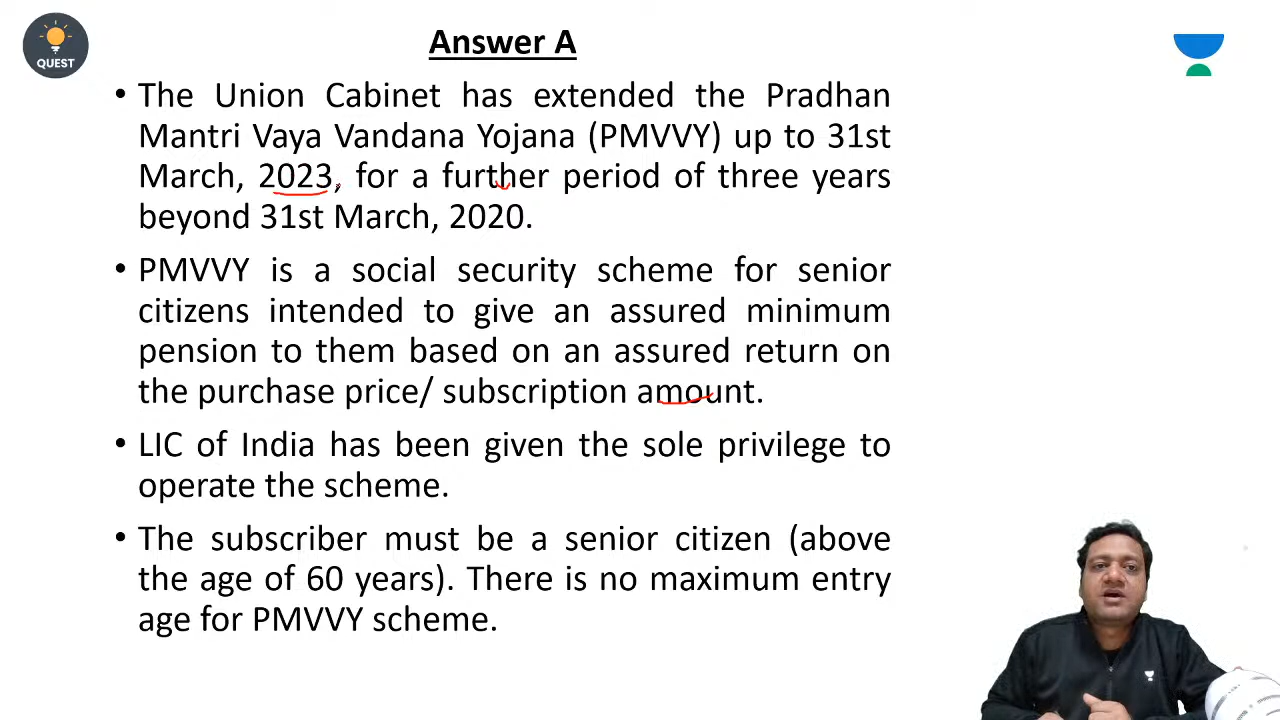 QUEST
Answer A
• The Union Cabinet has extended the Pradhan
Mantri Vaya Vandana Yojana (PMVVY) up to 31st
March, 2023, for a further period of three years
beyond 31st March, 2020.
• PMVVY is a social security scheme for senior
citizens intended to give an assured minimum
pension to them based on an assured return on
the purchase price/ subscription amount.
• LIC of India has been given the sole privilege to
operate the scheme.
• The subscriber must be a senior citizen (above
the age of 60 years). There is no maximum entry
age for PMVVY scheme.